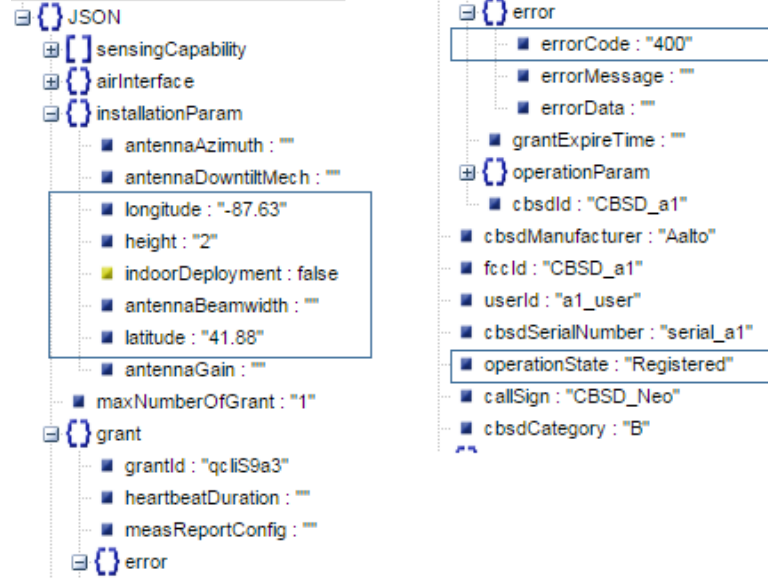 JSON
sensingCapability
airInterface
installationParam
antennaAzimuth : ""
antennaDowntiltMech : ""
longitude : "-87.63"
height : "2"
indoorDeployment : false
antennaBeamwidth : ""
latitude : "41.88"
antennaGain : ""
maxNumberOfGrant : "1"
grant
grantId : "qcliS9a3"
heartbeatDuration : ""
measReportConfig : ""
error
error
errorCode : "400"
errorMessage : ""
errorData : ""
grantExpireTime : ""
operationParam
cbsdId : "CBSD_a1"
cbsdManufacturer : "Aalto"
fccId : "CBSD_a1"
userId : "a1_user"
cbsdSerialNumber : "serial_a1"
operationState : "Registered"
callSign : "CBSD_Neo"
cbsdCategory : "B"